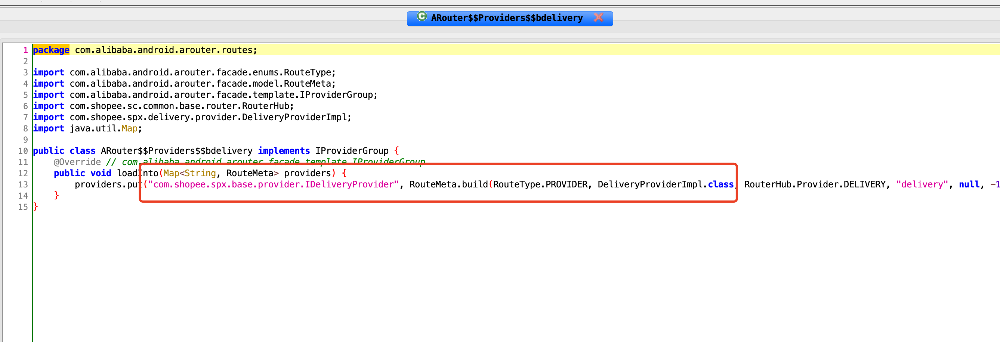 ARouter$$Providers$$bdelivery
1 package com.alibaba.android.arouter.routes;
2
3 import com.alibaba.android.arouter.facade.enums.RouteType;
4 import com.alibaba.android.arouter.facade.model.RouteMeta;
5 import com.alibaba.android.arouter.facade.template.IProviderGroup;
6 import com.shopee.sc.common.base.router.RouterHub;
7 import com.shopee.spx.delivery.provider.DeliveryProviderImpl;
8 import java.util.Map;
9
10 public class ARouter$$Providers$$bdelivery implements IProviderGroup {
11 @Override // com.alibaba.android.arouter.facade.template.IProviderGroup
12 public void loadInto(Map<String, RouteMeta> providers) {
13 providers.put("com.shopee.spx.base.provider.IDeliveryProvider", RouteMeta.build(RouteType.PROVIDER, DeliveryProviderImpl.class, RouterHub.Provider.DELIVERY, "delivery", null, -1
14 }
15 }